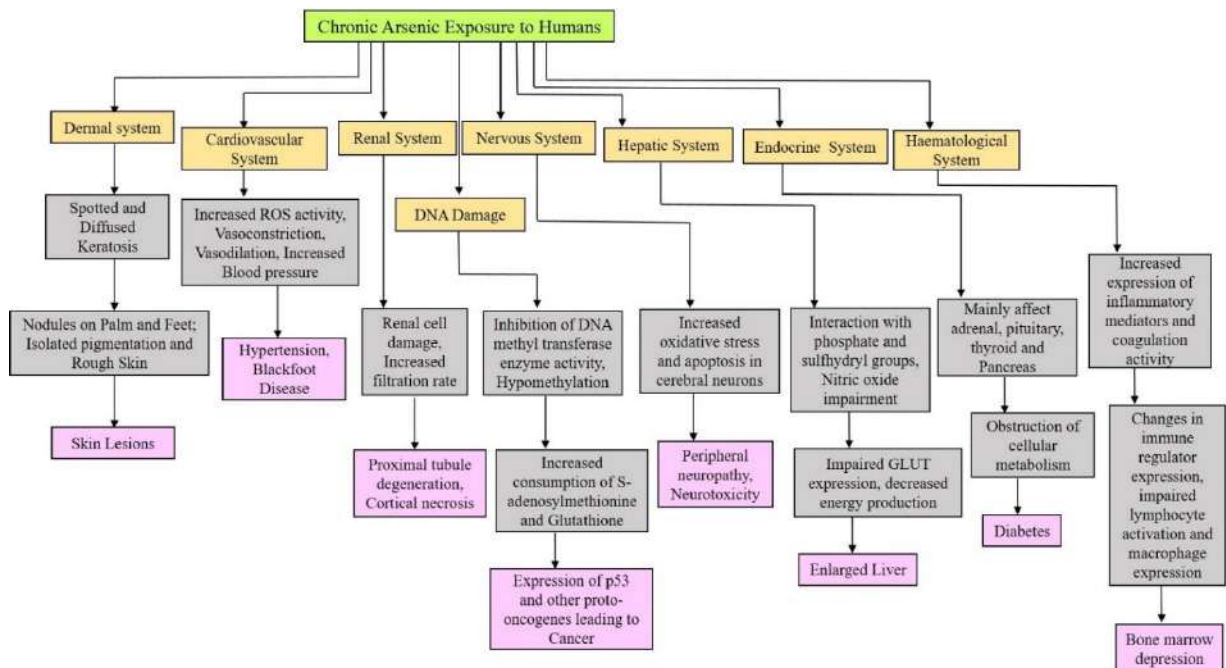 Chronic Arsenic Exposure to Humans
Dermal system
Cardiovascular
System
Renal System
Nervous System
Hepatic System
Endocrine System
Haematological
System
DNA Damage
Spotted and
Diffused
Keratosis
Increased ROS activity,
Vasoconstriction,
Vasodilation, Increased
Blood pressure
Nodules on Palm and Feet;
Isolated pigmentation and
Rough Skin
Hypertension,
Blackfoot
Disease
Skin Lesions
Renal cell
damage,
Increased
filtration rate
Proximal tubule
degeneration,
Cortical necrosis
Inhibition of DNA
methyl transferase
enzyme activity,
Hypomethylation
Increased
consumption of S-
adenosylmethionine
and Glutathione
Expression of p53
and other proto-
oncogenes leading to
Cancer
Increased
oxidative stress
and apoptosis in
cerebral neurons
Peripheral
neuropathy,
Neurotoxicity
Interaction with
phosphate and
sulfhydryl groups,
Nitric oxide
impairment
Impaired GLUT
expression, decreased
energy production
Enlarged Liver
Mainly affect
adrenal, pituitary,
thyroid and
Pancreas
Obstruction of
cellular
metabolism
Diabetes
Increased
expression of
inflammatory
mediators and
coagulation
activity
Changes in
immune
regulator
expression,
impaired
lymphocyte
activation and
macrophage
expression
Bone marrow
depression